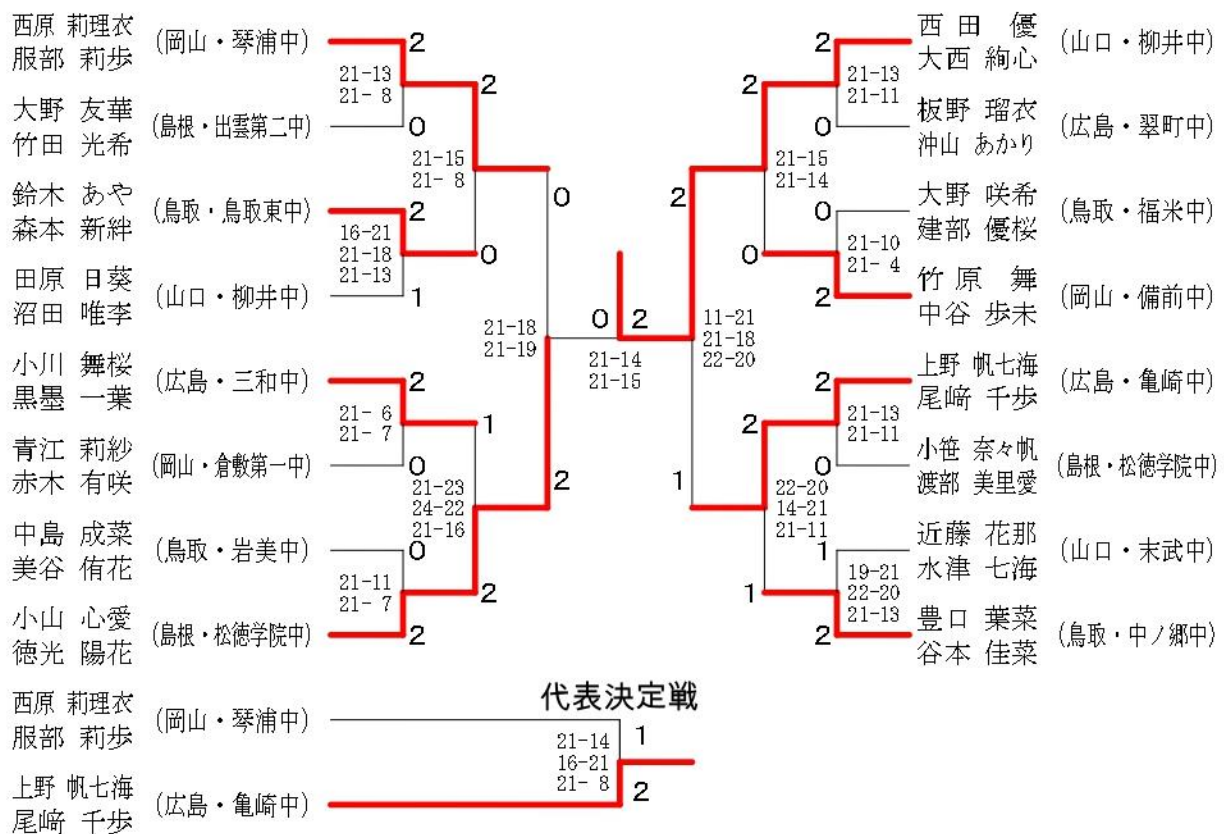 西原 莉理衣
服部 莉歩
(岡山・琴浦中)
2
21-13
21- 8
大野 友華
竹田 光希
(島根・出雲第二中)
0
2
21-15
21- 8
鈴木 あや
森本 新絆
(鳥取・鳥取東中)
2
16-21
21-18
21-13
0
田原 日葵
沼田 唯李
(山口・柳井中)
1
0
21-18
21-19
小川 舞桜
黒墨 一葉
(広島・三和中)
2
21- 6
21- 7
1
青江 莉紗
赤木 有咲
(岡山・倉敷第一中)
0
21-23
24-22
21-16
2
中島 成菜
美谷 侑花
(鳥取・岩美中)
0
21-11
21- 7
2
小山 心愛
徳光 陽花
(島根・松徳学院中)
2
0 2
21-14
21-15
西田 優
大西 絢心
(山口・柳井中)
2
21-13
21-11
2
板野 瑠衣
沖山 あかり
(広島・翠町中)
0
21-15
21-14
2
大野 咲希
建部 優桜
(鳥取・福米中)
0
21-10
21- 4
0
竹原 舞
中谷 歩未
(岡山・備前中)
2
11-21
21-18
22-20
上野 帆七海
尾﨑 千歩
(広島・亀崎中)
2
21-13
21-11
2
小笹 奈々帆
渡部 美里愛
(島根・松徳学院中)
0
1
22-20
14-21
21-11
近藤 花那
水津 七海
(山口・末武中)
1
19-21
22-20
21-13
1
豊口 葉菜
谷本 佳菜
(鳥取・中ノ郷中)
2
代表決定戦
西原 莉理衣
服部 莉歩
(岡山・琴浦中)
1
21-14
16-21
21- 8
2
上野 帆七海
尾﨑 千歩
(広島・亀崎中)